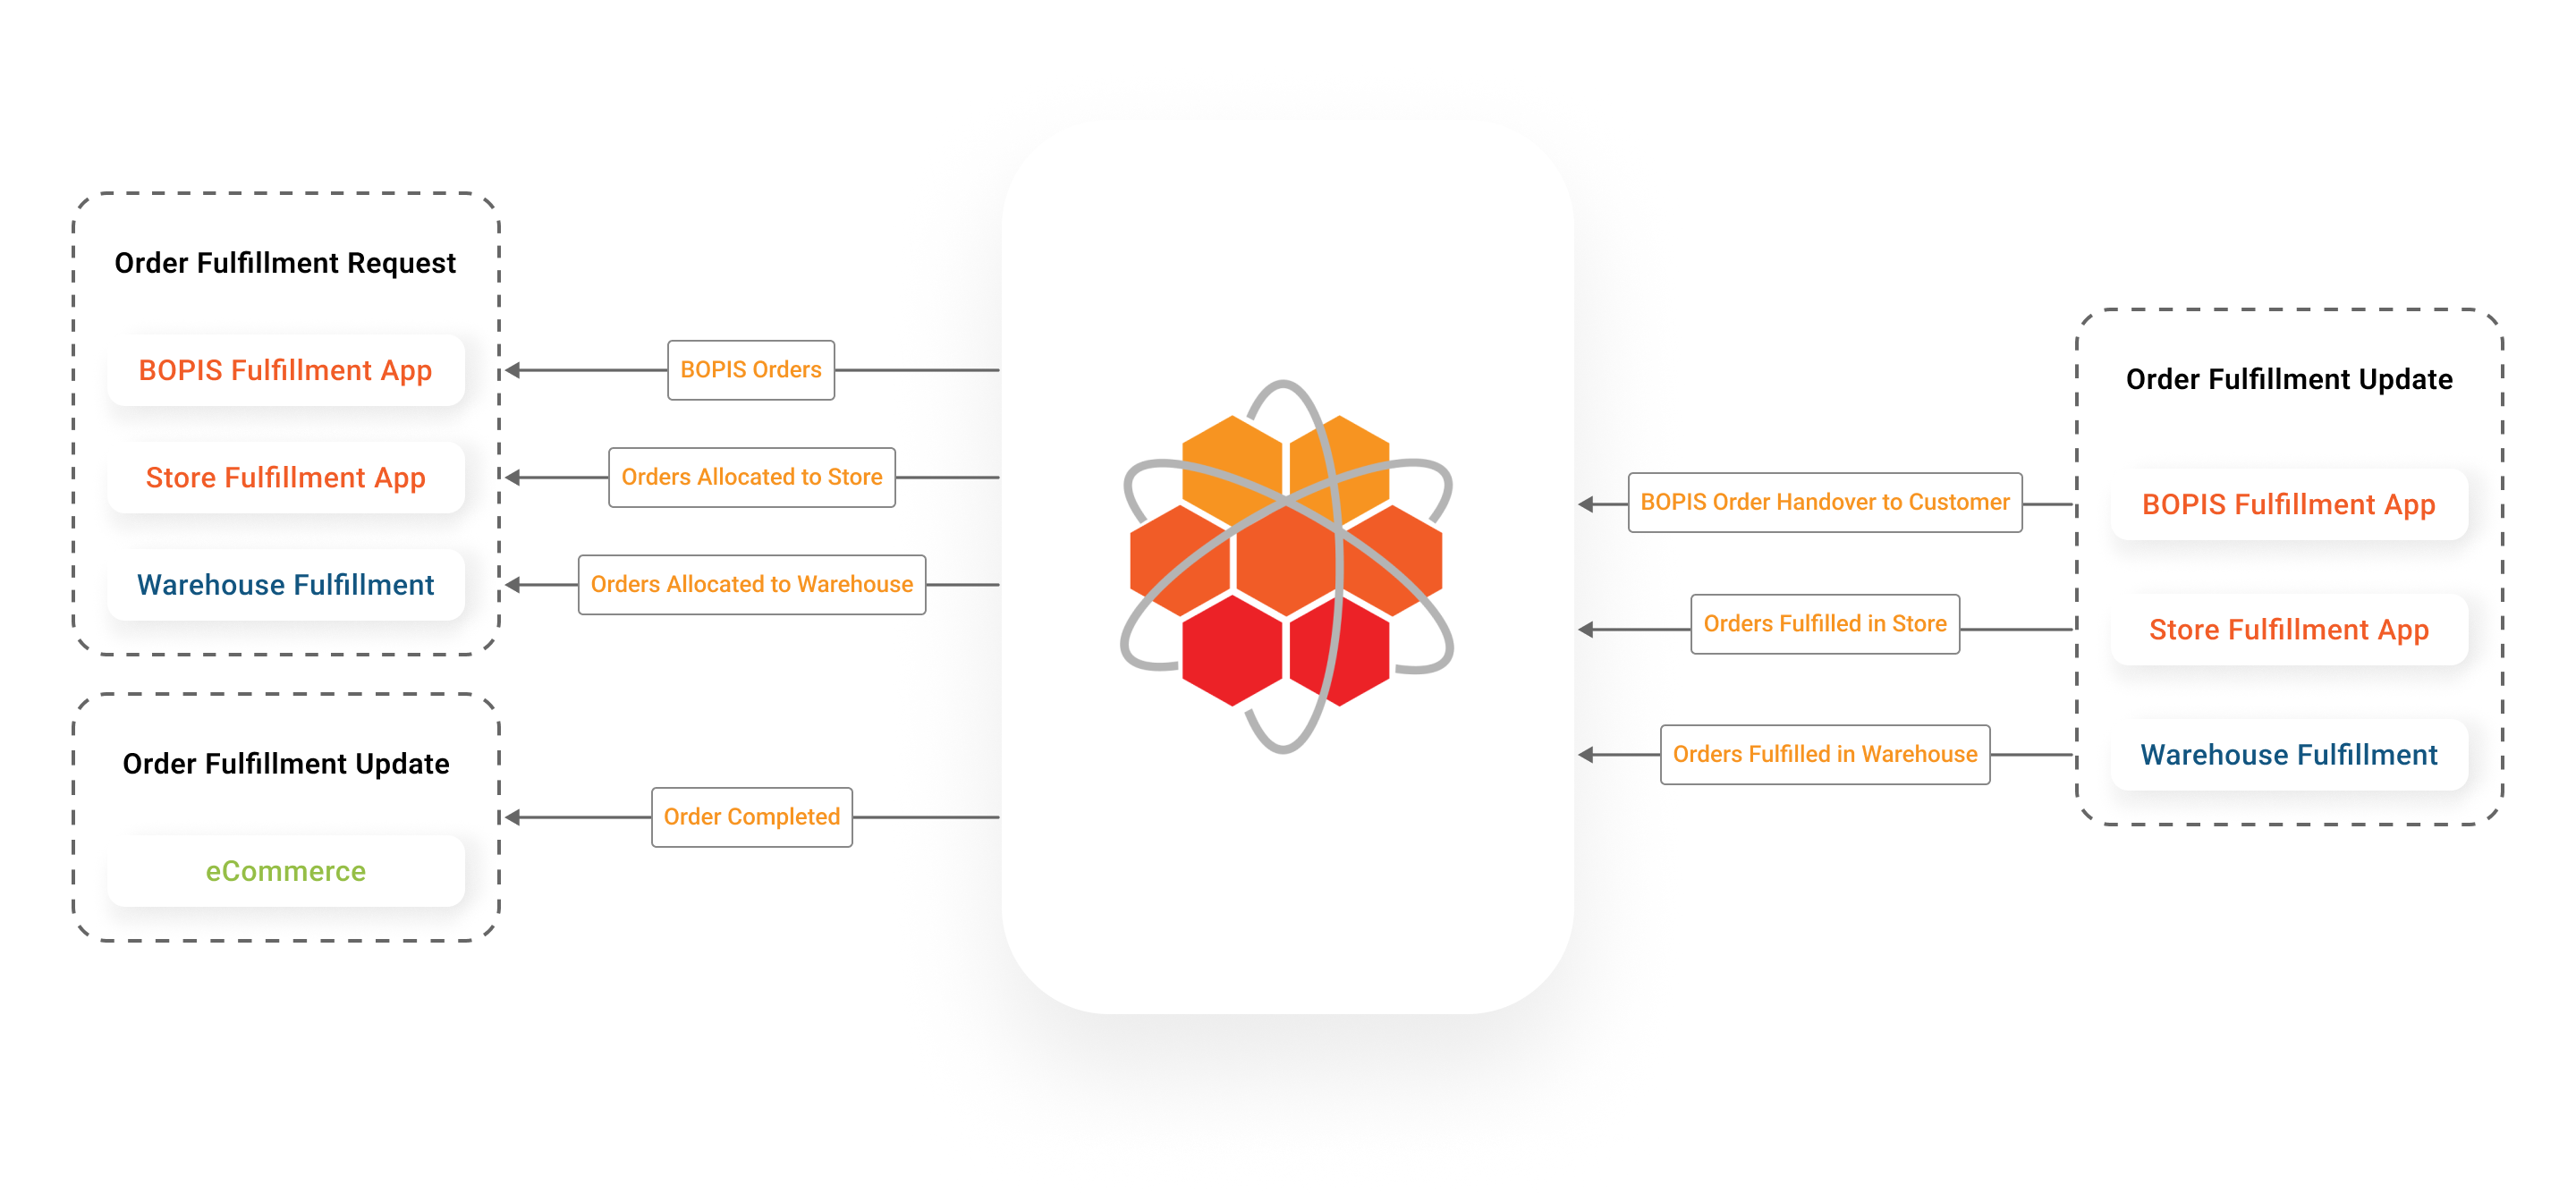 Order Fulfillment Request
BOPIS Fulfillment App
Store Fulfillment App
Warehouse Fulfillment
BOPIS Orders
Orders Allocated to Store
Orders Allocated to Warehouse
Order Fulfillment Update
eCommerce
Order Completed
BOPIS Order Handover to Customer
Orders Fulfilled in Store
Orders Fulfilled in Warehouse
Order Fulfillment Update
BOPIS Fulfillment App
Store Fulfillment App
Warehouse Fulfillment